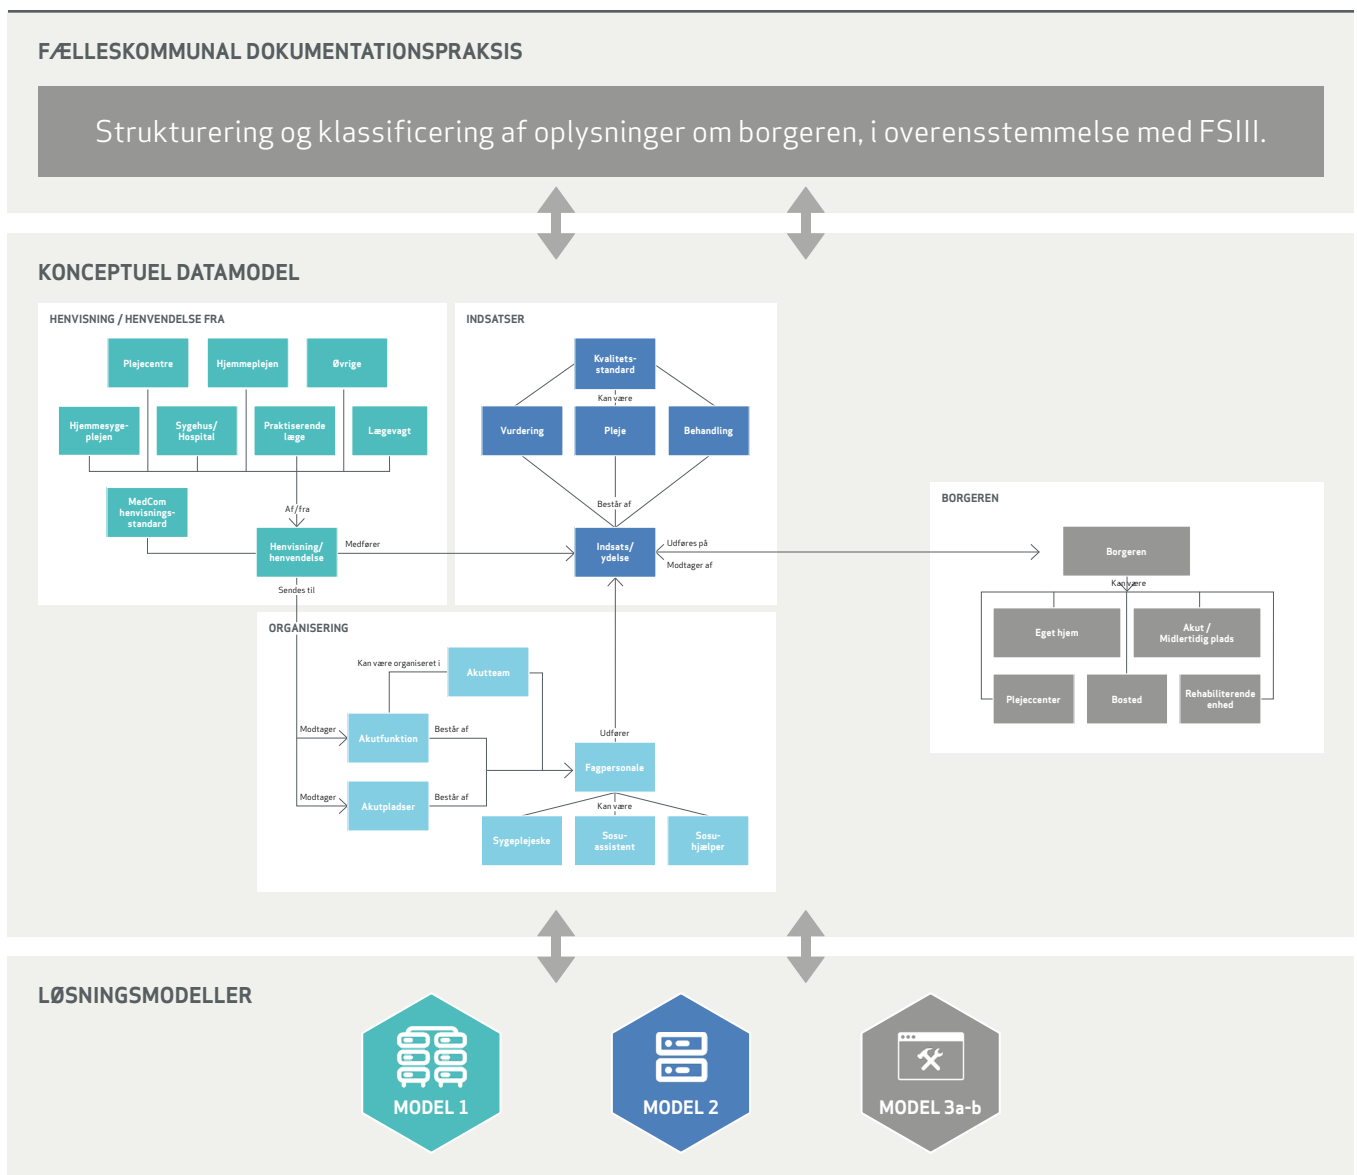 FÆLLESKOMMUNAL DOKUMENTATIONSPRAKSIS
Strukturering og klassificering af oplysninger om borgeren, i overensstemmelse med FSIII.
KONCEPTUEL DATAMODEL
HENVISNING / HENVENDELSE FRA
Plejecentre
Hjemmeplejen
Øvrige
Hjemmesyge-
plejen
Sygehus/
Hospital
Praktiserende
læge
Lægevagt
MedCom
henvisnings-
standard
Af/fra
Henvisning/
henvendelse
Medfører
Sendes til
INDSATSER
Kvalitets-
standard
Kan være
Vurdering
Pleje
Behandling
Består af
Indsats/
ydelse
Udføres på
Modtager af
BORGEREN
Borgeren
Kan være
Eget hjem
Akut /
Midlertidig plads
Plejeccenter
Bosted
Rehabiliterende
enhed
ORGANISERING
Kan være organiseret i
Akutteam
Modtager
Akutfunktion
Består af
Modtager
Akutpladser
Består af
Udfører
Fagpersonale
Kan være
Sygeplejeske
Sosu-
assistent
Sosu-
hjælper
LØSNINGSMODELLER
MODEL 1
MODEL 2
MODEL 3a-b